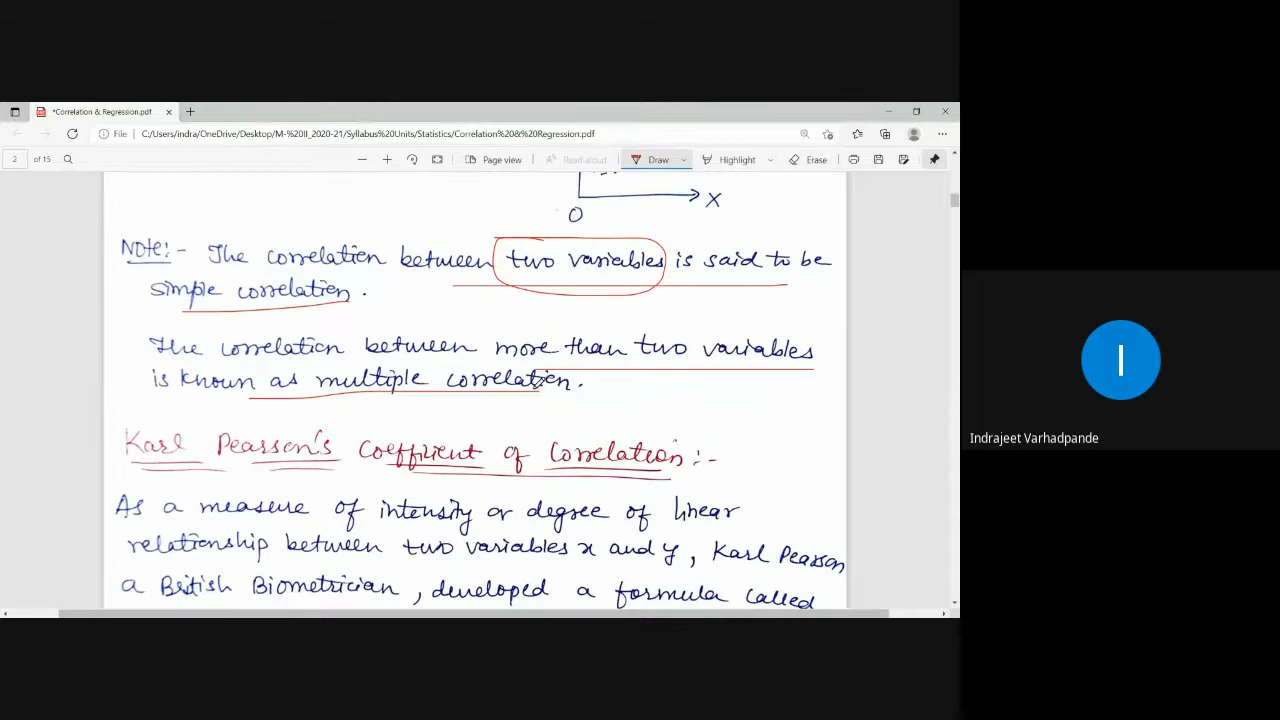 *Correlation & Regression.pdf
File
C:/Users/indra/OneDrive/Desktop/M-%20II_2020-21/Syllabus%20Units/Statistics/Correlation%20&%20Regression.pdf
2 of 15
Page view
Read aloud
Draw
Highlight
Erase
X
O
Note:- The correlation between two variables is said to be
simple correlation.
The correlation between more than two variables
is known as multiple correlation.
Karl Pearson's Coefficient of Correlation:-
As a measure of intensity or degree of linear
relationship between two variables x and y, Karl Pearson
a British Biometrician, developed a formula called
I
Indrajeet Varhadpande